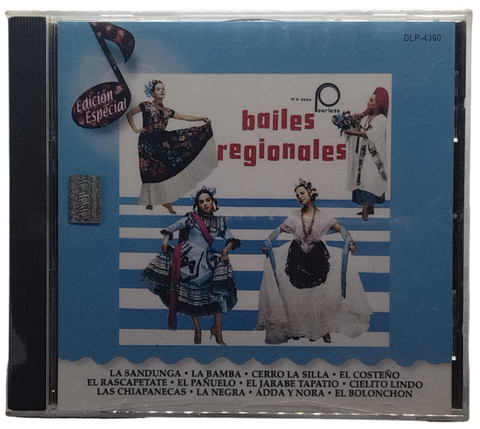 DLP-4390
Edición
Especial
Peerless
bailes
regionales
LA SANDUNGA • LA BAMBA • CERRO LA SILLA • EL COSTEÑO
EL RASCAPETATE • EL PAÑUELO • EL JARABE TAPATIO • CIELITO LINDO
LAS CHIAPANECAS • LA NEGRA • ADDA Y NORA • EL BOLONCHON